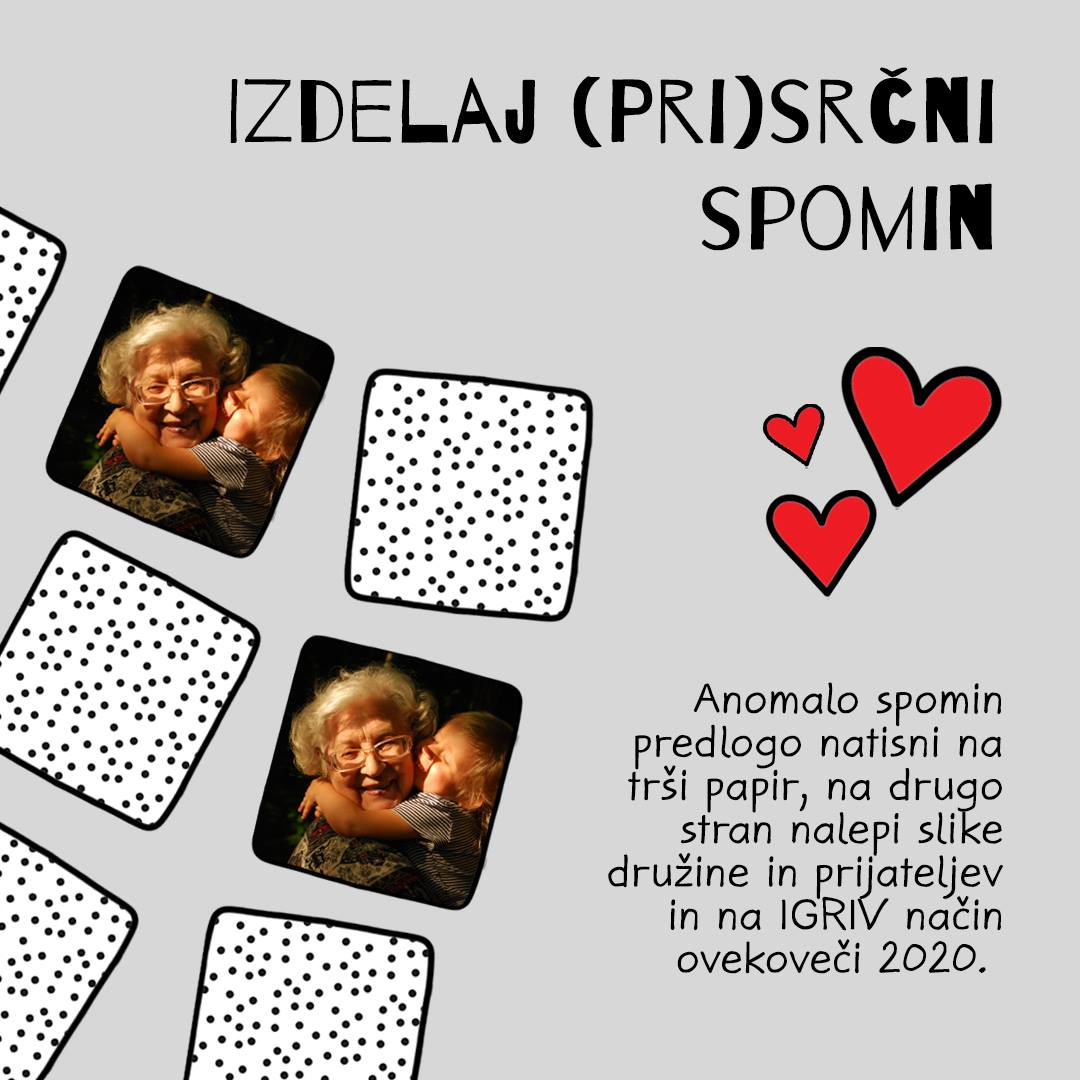 IZDELAJ (PRI)SRČNI
SPOMIN
Anomalo spomin
predlogo natisni na
trši papir, na drugo
stran nalepi slike
družine in prijateljev
in na IGRIV način
ovekoveči 2020.